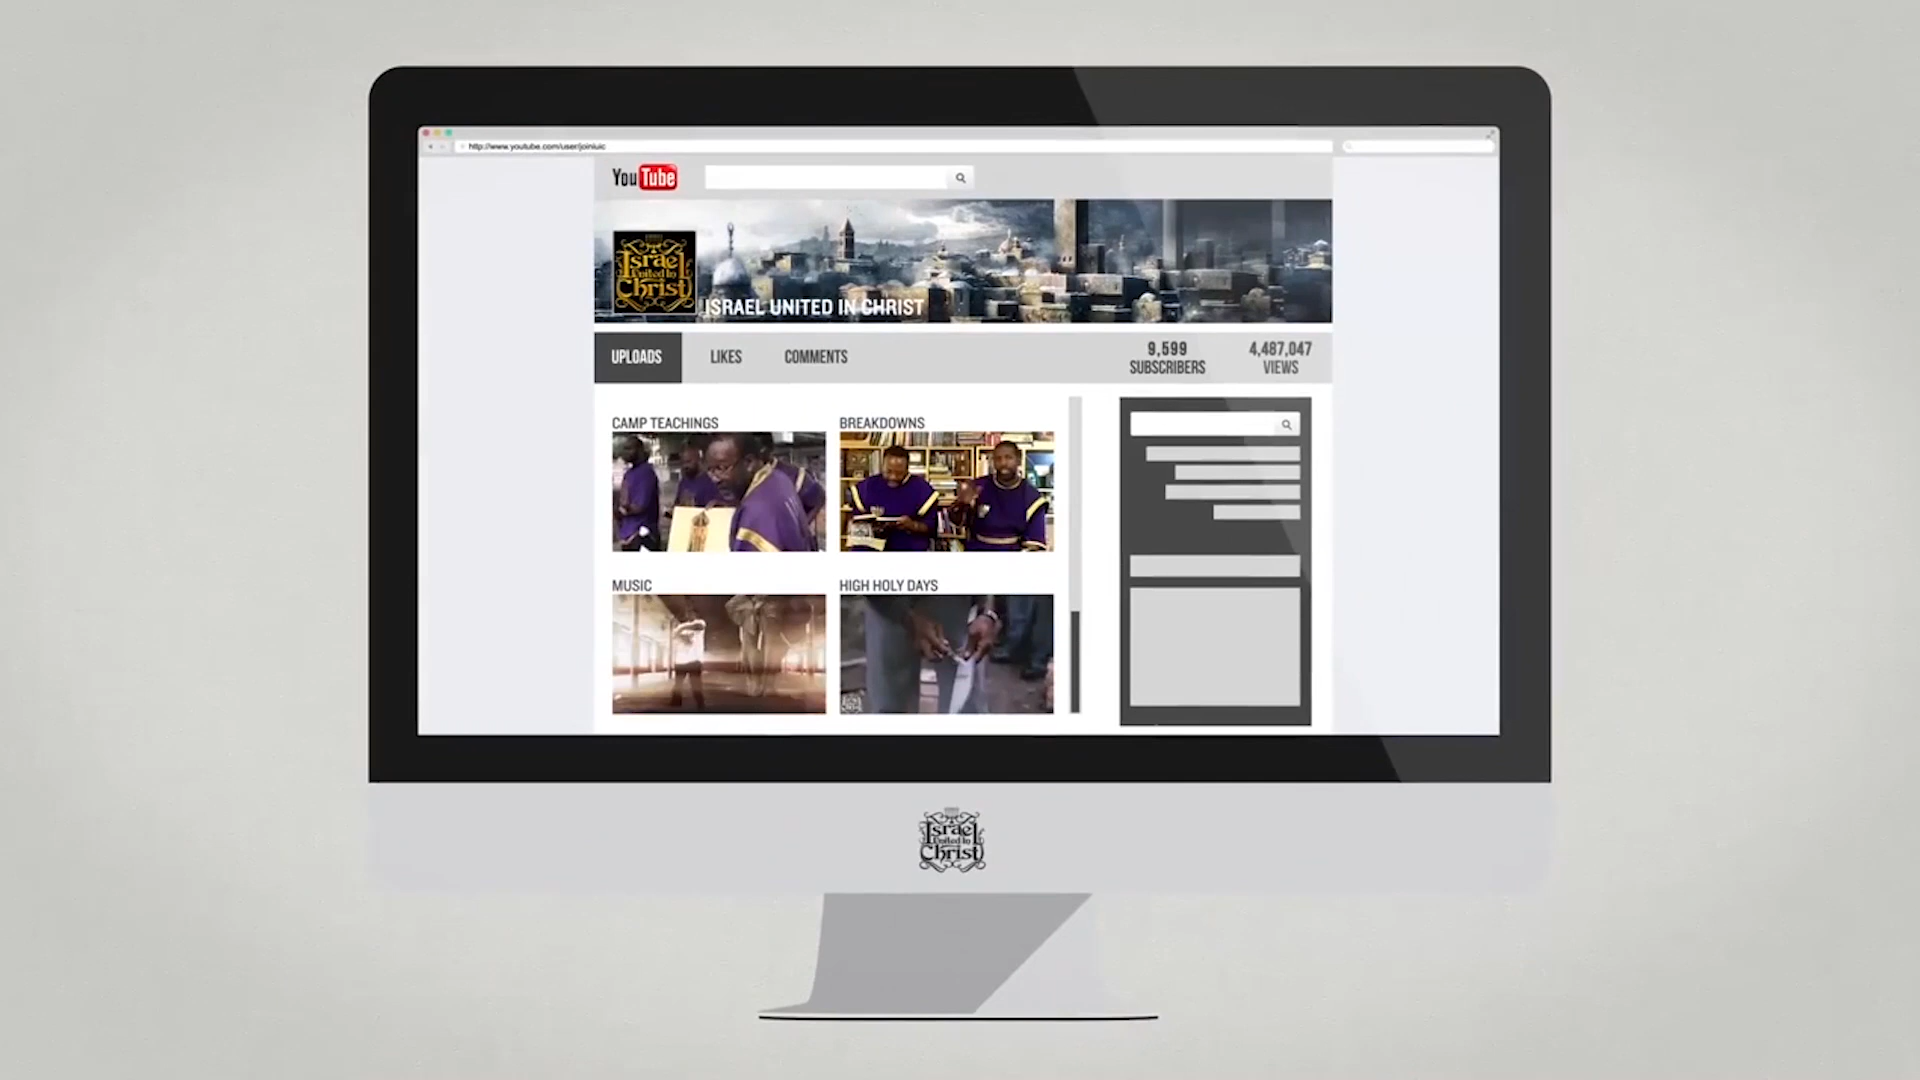 http://www.youtube.com/user/joiniuic
YouTube
Israel
United In
Christ
ISRAEL UNITED IN CHRIST
UPLOADS
LIKES
COMMENTS
9,599
SUBSCRIBERS
4,487,047
VIEWS
CAMP TEACHINGS
BREAKDOWNS
MUSIC
HIGH HOLY DAYS
Israel
United In
Christ